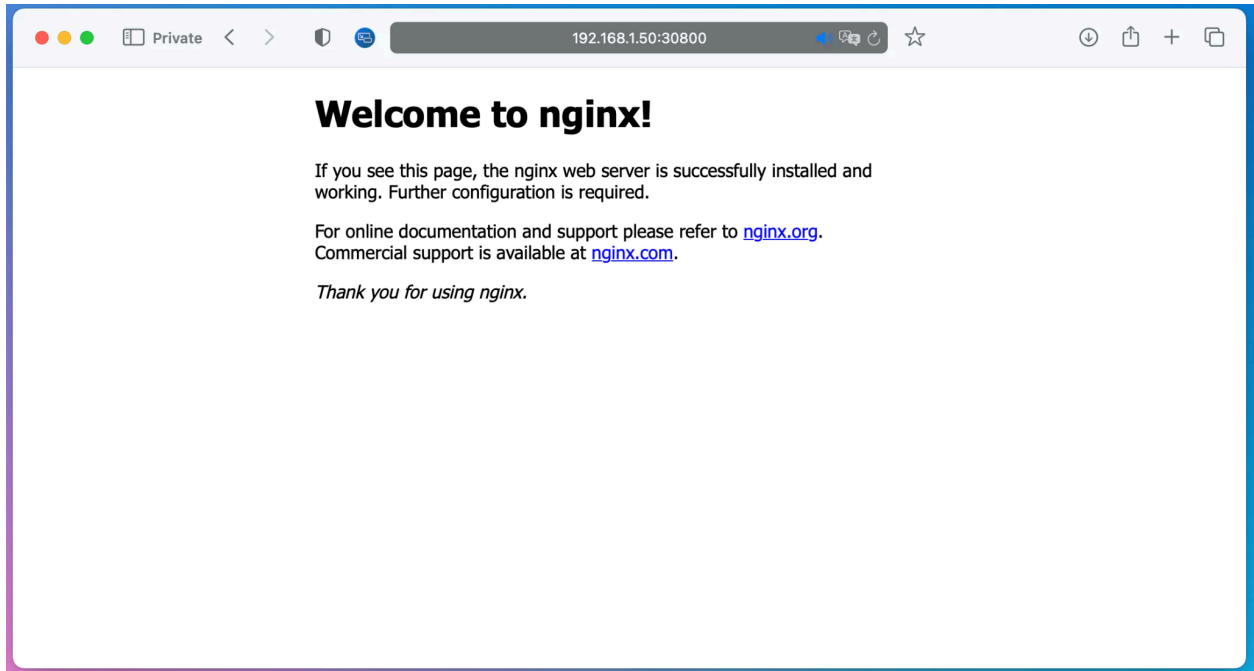 Private
192.168.1.50:30800
Welcome to nginx!
If you see this page, the nginx web server is successfully installed and
working. Further configuration is required.
For online documentation and support please refer to nginx.org.
Commercial support is available at nginx.com.
Thank you for using nginx.